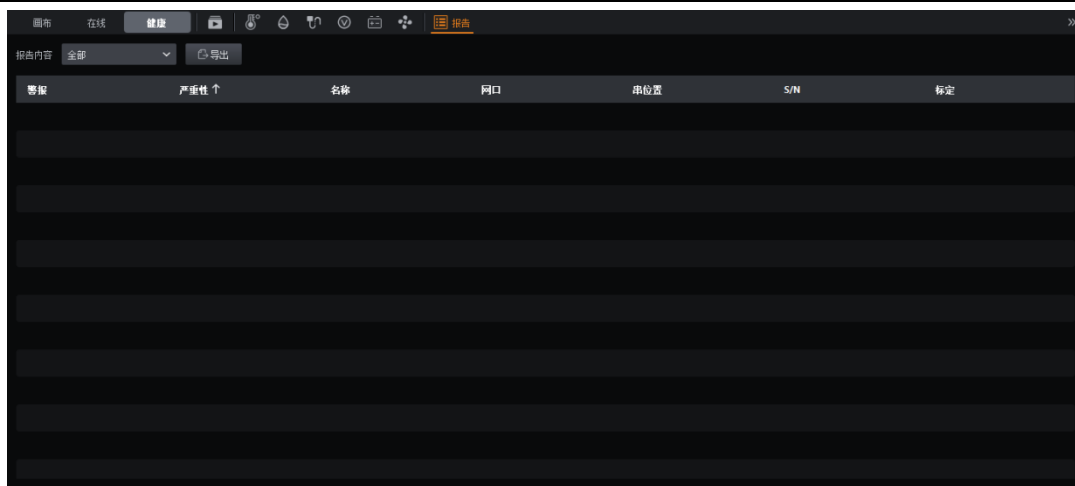 画布 在线 健康 报告
报告内容 全部 导出
警报 严重性 名称 网口 串位置 S/N 标定